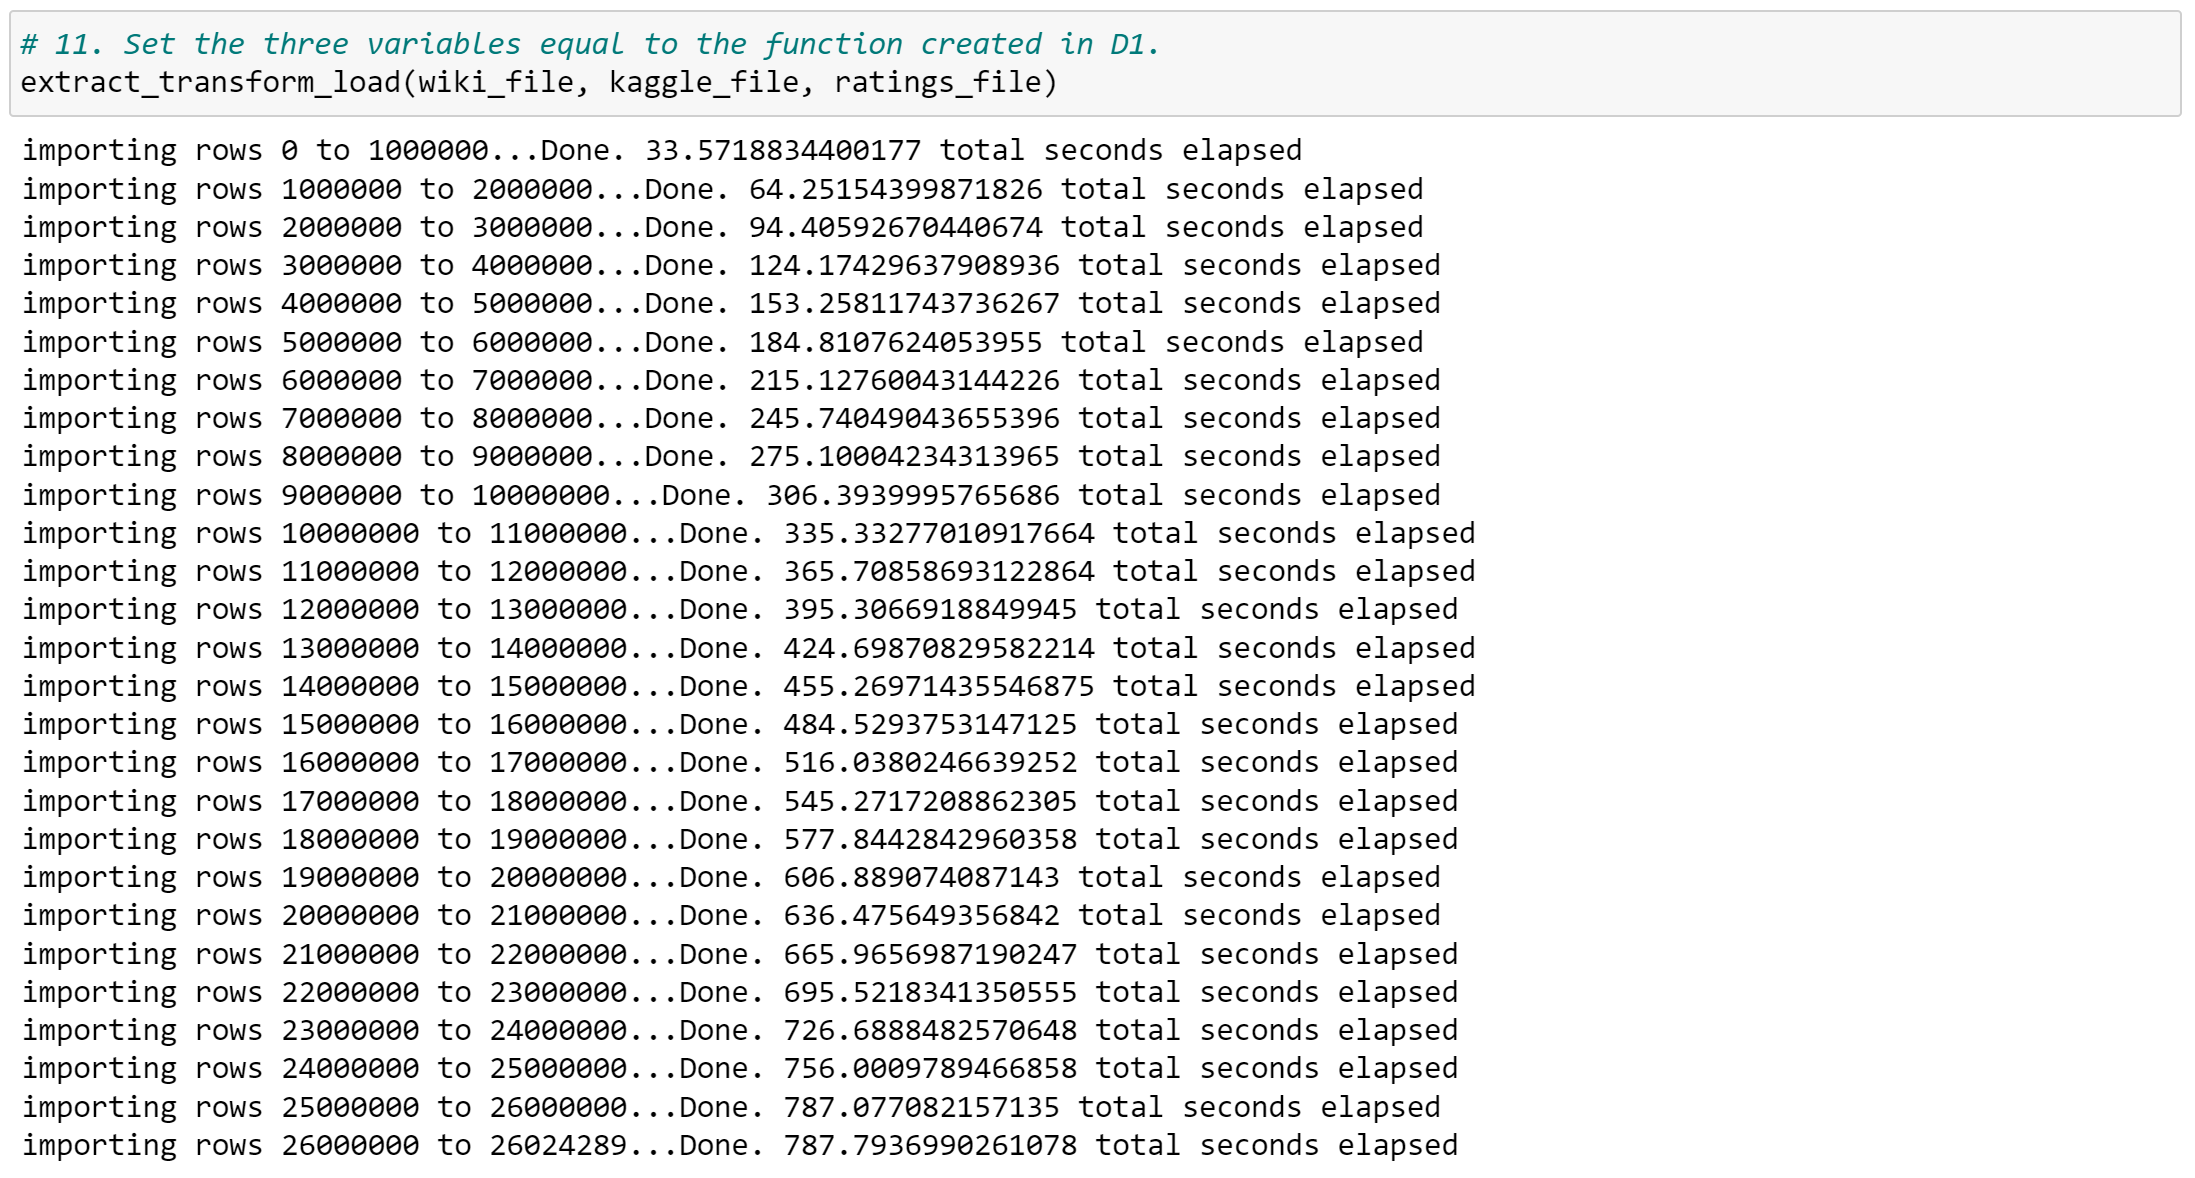 # 11. Set the three variables equal to the function created in D1.
extract_transform_load(wiki_file, kaggle_file, ratings_file)
importing rows 0 to 1000000...Done. 33.5718834400177 total seconds elapsed
importing rows 1000000 to 2000000...Done. 64.25154399871826 total seconds elapsed
importing rows 2000000 to 3000000...Done. 94.40592670440674 total seconds elapsed
importing rows 3000000 to 4000000...Done. 124.17429637908936 total seconds elapsed
importing rows 4000000 to 5000000...Done. 153.25811743736267 total seconds elapsed
importing rows 5000000 to 6000000...Done. 184.8107624053955 total seconds elapsed
importing rows 6000000 to 7000000...Done. 215.12760043144226 total seconds elapsed
importing rows 7000000 to 8000000...Done. 245.74049043655396 total seconds elapsed
importing rows 8000000 to 9000000...Done. 275.10004234313965 total seconds elapsed
importing rows 9000000 to 10000000...Done. 306.3939995765686 total seconds elapsed
importing rows 10000000 to 11000000...Done. 335.33277010917664 total seconds elapsed
importing rows 11000000 to 12000000...Done. 365.70858693122864 total seconds elapsed
importing rows 12000000 to 13000000...Done. 395.3066918849945 total seconds elapsed
importing rows 13000000 to 14000000...Done. 424.69870829582214 total seconds elapsed
importing rows 14000000 to 15000000...Done. 455.26971435546875 total seconds elapsed
importing rows 15000000 to 16000000...Done. 484.5293753147125 total seconds elapsed
importing rows 16000000 to 17000000...Done. 516.0380246639252 total seconds elapsed
importing rows 17000000 to 18000000...Done. 545.2717208862305 total seconds elapsed
importing rows 18000000 to 19000000...Done. 577.8442842960358 total seconds elapsed
importing rows 19000000 to 20000000...Done. 606.889074087143 total seconds elapsed
importing rows 20000000 to 21000000...Done. 636.475649356842 total seconds elapsed
importing rows 21000000 to 22000000...Done. 665.9656987190247 total seconds elapsed
importing rows 22000000 to 23000000...Done. 695.5218341350555 total seconds elapsed
importing rows 23000000 to 24000000...Done. 726.6888482570648 total seconds elapsed
importing rows 24000000 to 25000000...Done. 756.0009789466858 total seconds elapsed
importing rows 25000000 to 26000000...Done. 787.077082157135 total seconds elapsed
importing rows 26000000 to 26024289...Done. 787.7936990261078 total seconds elapsed